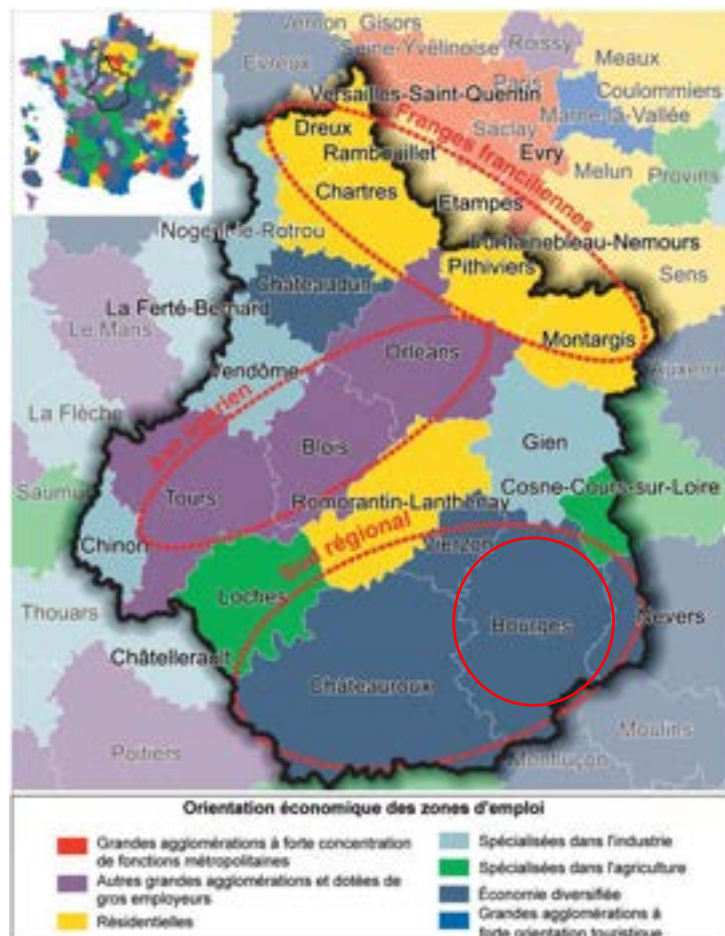 Vernon Gisors
Seine-Yvélinoise
Roissy
Evreux
Meaux
Paris
Coulommiers
Versailles-Saint-Quentin
Marne-la-Vallée
Dreux
Franges franciliennes
Saclay
Rambouillet
Evry
Melun
Provins
Chartres
Etampes
Nogent-le-Rotrou
Fontainebleau-Nemours
Pithiviers
Sens
Châteaudun
La Ferté-Bernard
Le Mans
Montargis
Orléans
Vendôme
Auxerre
La Flèche
Axe ligérien
Blois
Gien
Saumur
Tours
Romorantin-Lanthenay
Cosne-Cours-sur-Loire
Chinon
Sud régional
Vierzon
Loches
Thouars
Bourges
Nevers
Châtellerault
Châteauroux
Moulins
Poitiers
Montluçon
Orientation économique des zones d'emploi
Grandes agglomérations à forte concentration
de fonctions métropolitaines
Autres grandes agglomérations et dotées de
gros employeurs
Résidentielles
Spécialisées dans l'industrie
Spécialisées dans l'agriculture
Économie diversifiée
Grandes agglomérations à
forte orientation touristique